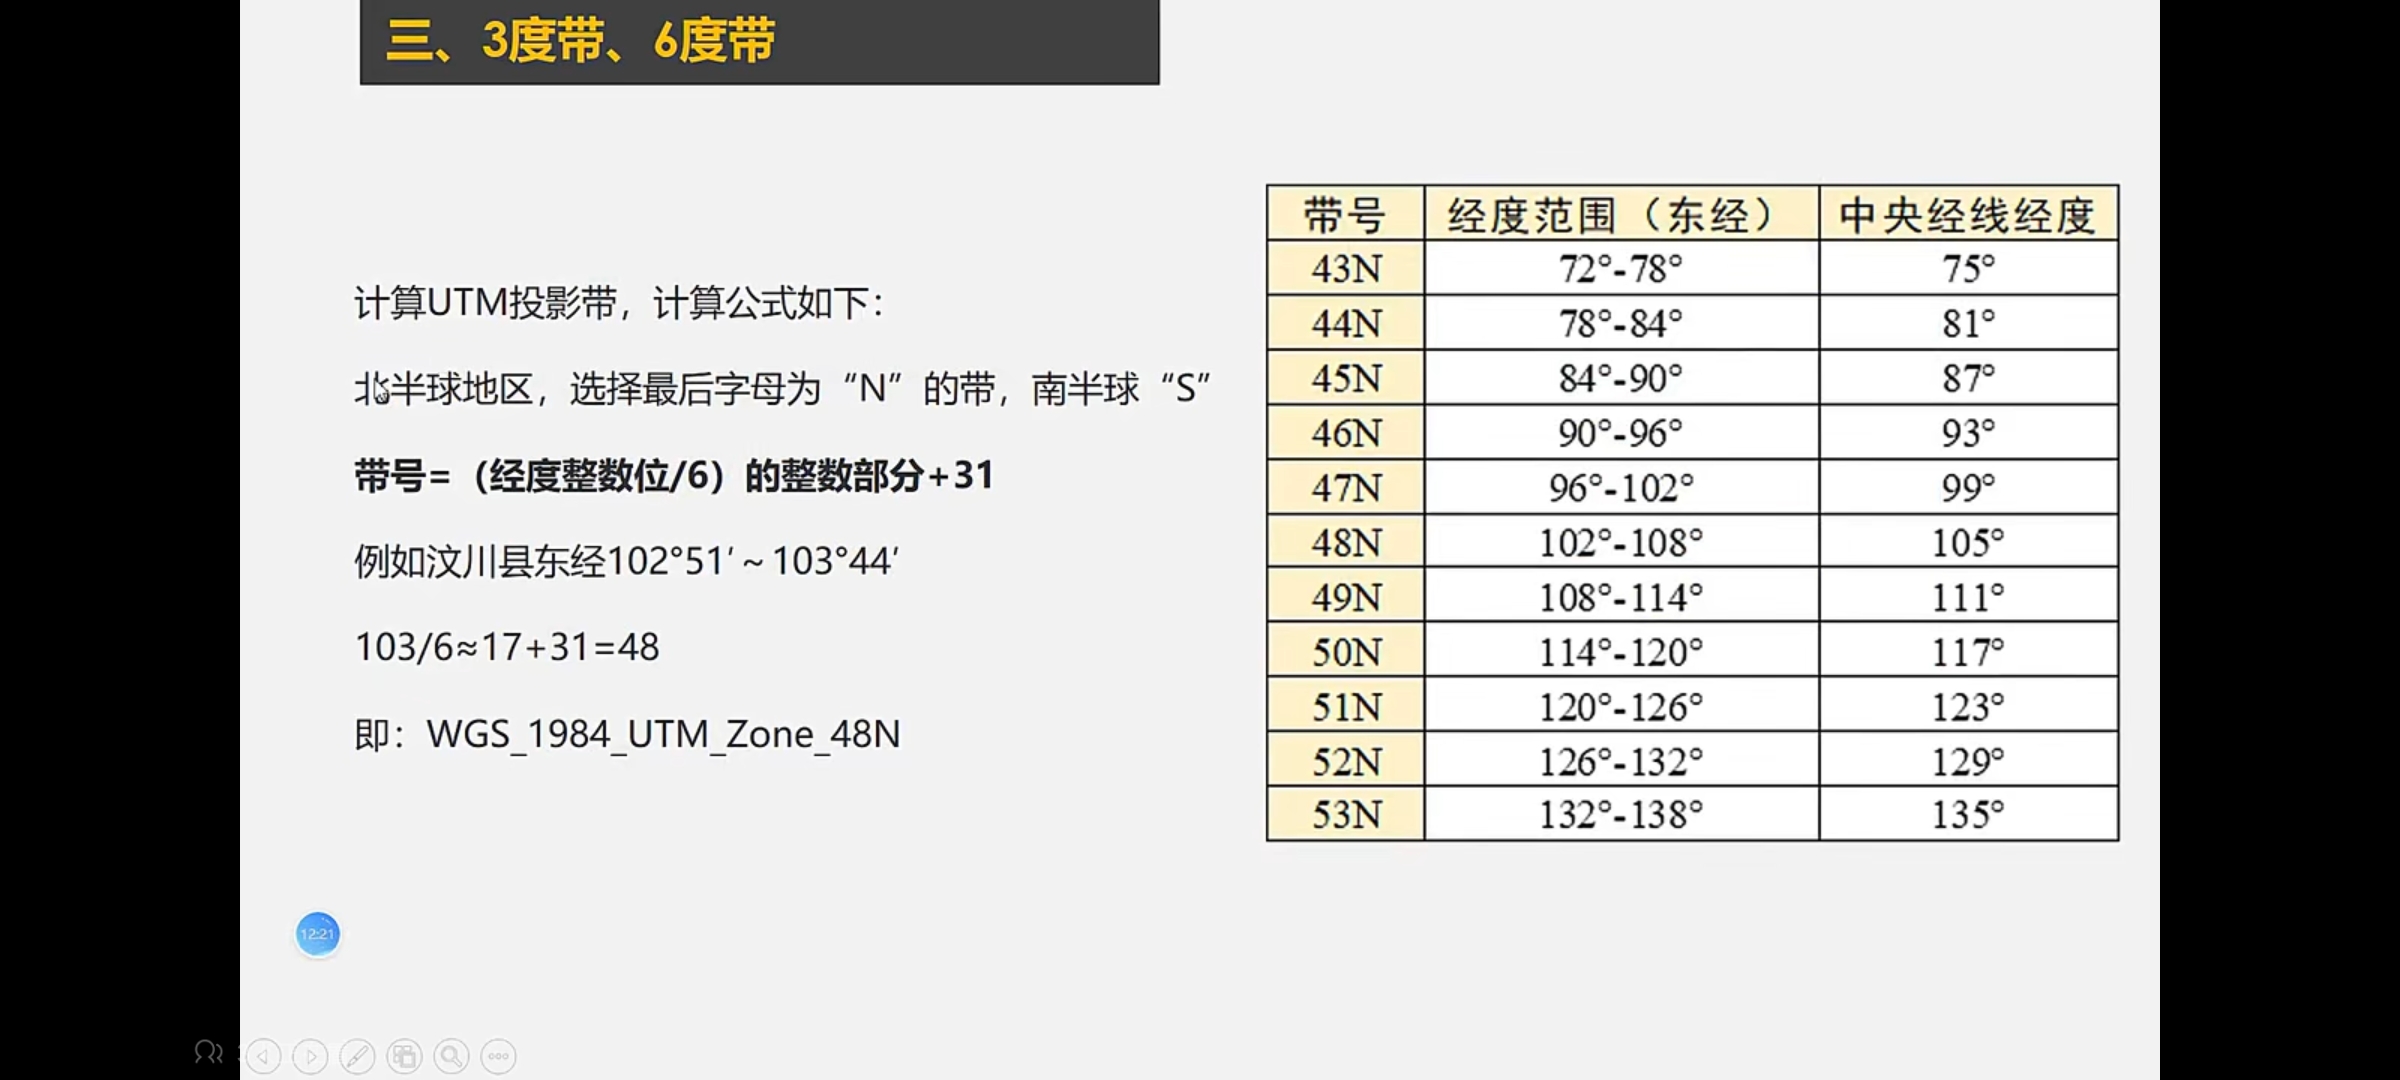 三、3度带、6度带
计算UTM投影带，计算公式如下：
北半球地区，选择最后字母为“N”的带，南半球“S”
带号=（经度整数位/6）的整数部分+31
例如汶川县东经102°51′～103°44′
103/6≈17+31=48
即：WGS_1984_UTM_Zone_48N
带号 经度范围（东经） 中央经线经度
43N 72°-78° 75°
44N 78°-84° 81°
45N 84°-90° 87°
46N 90°-96° 93°
47N 96°-102° 99°
48N 102°-108° 105°
49N 108°-114° 111°
50N 114°-120° 117°
51N 120°-126° 123°
52N 126°-132° 129°
53N 132°-138° 135°
12:21